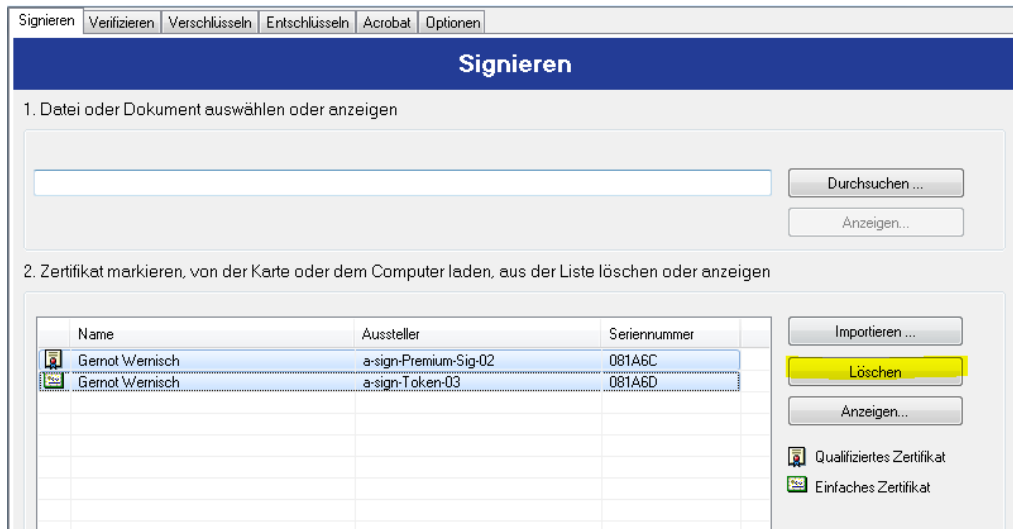 Signieren Verifizieren Verschlüsseln Entschlüsseln Acrobat Optionen
Signieren
1. Datei oder Dokument auswählen oder anzeigen
Durchsuchen ...
Anzeigen...
2. Zertifikat markieren, von der Karte oder dem Computer laden, aus der Liste löschen oder anzeigen
Name Aussteller Seriennummer
Gernot Wernisch a-sign-Premium-Sig-02 081A6C
Gernot Wernisch a-sign-Token-03 081A6D
Importieren ...
Löschen
Anzeigen...
Qualifiziertes Zertifikat
Einfaches Zertifikat